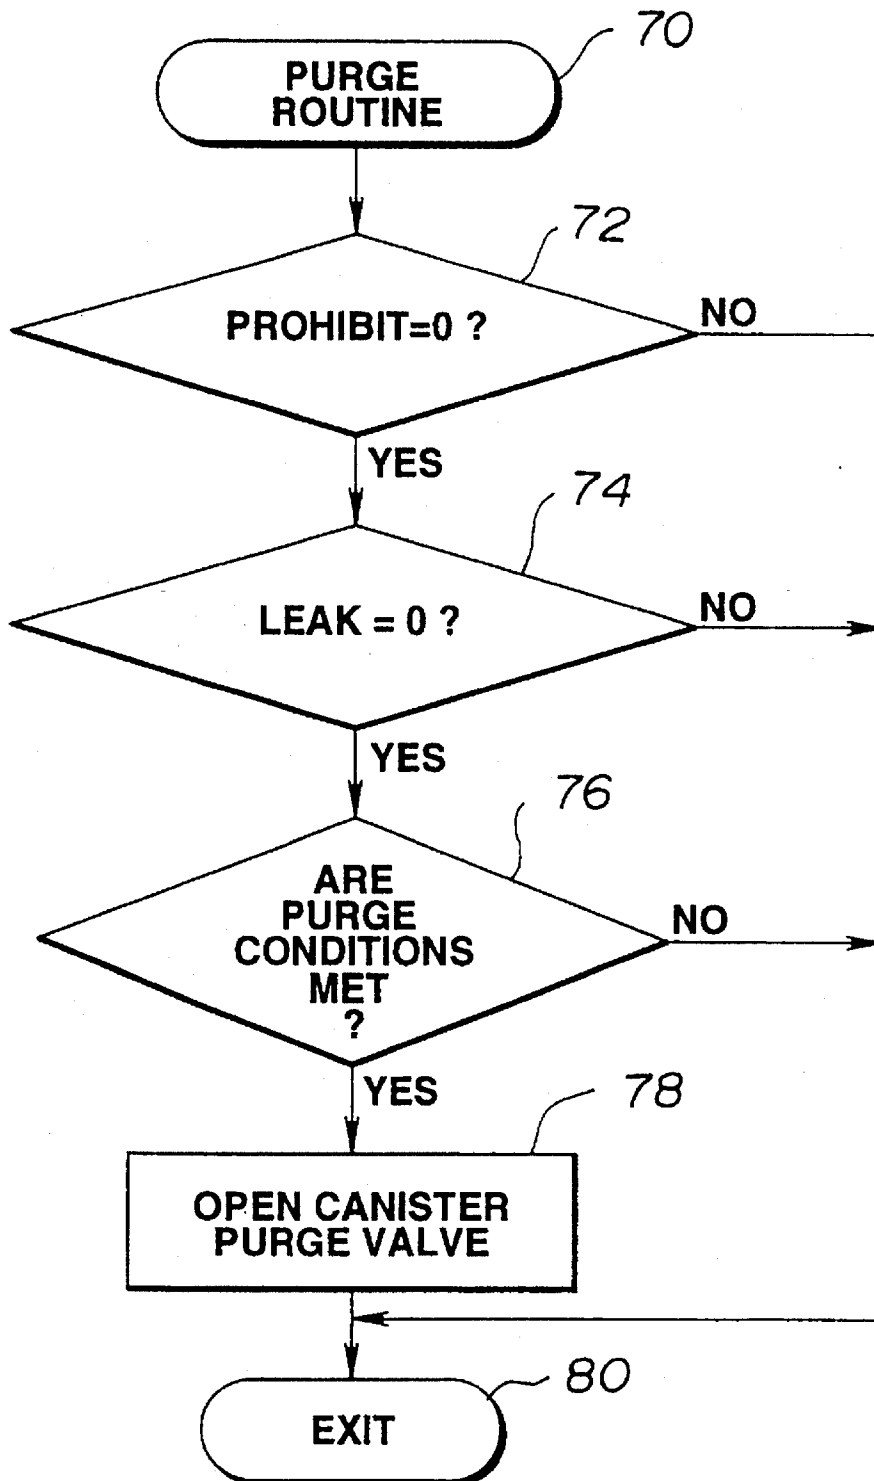 70
PURGE
ROUTINE
72
PROHIBIT=0 ?
NO
YES
74
LEAK = 0 ?
NO
YES
76
ARE
PURGE
CONDITIONS
MET
?
NO
YES
78
OPEN CANISTER
PURGE VALVE
80
EXIT